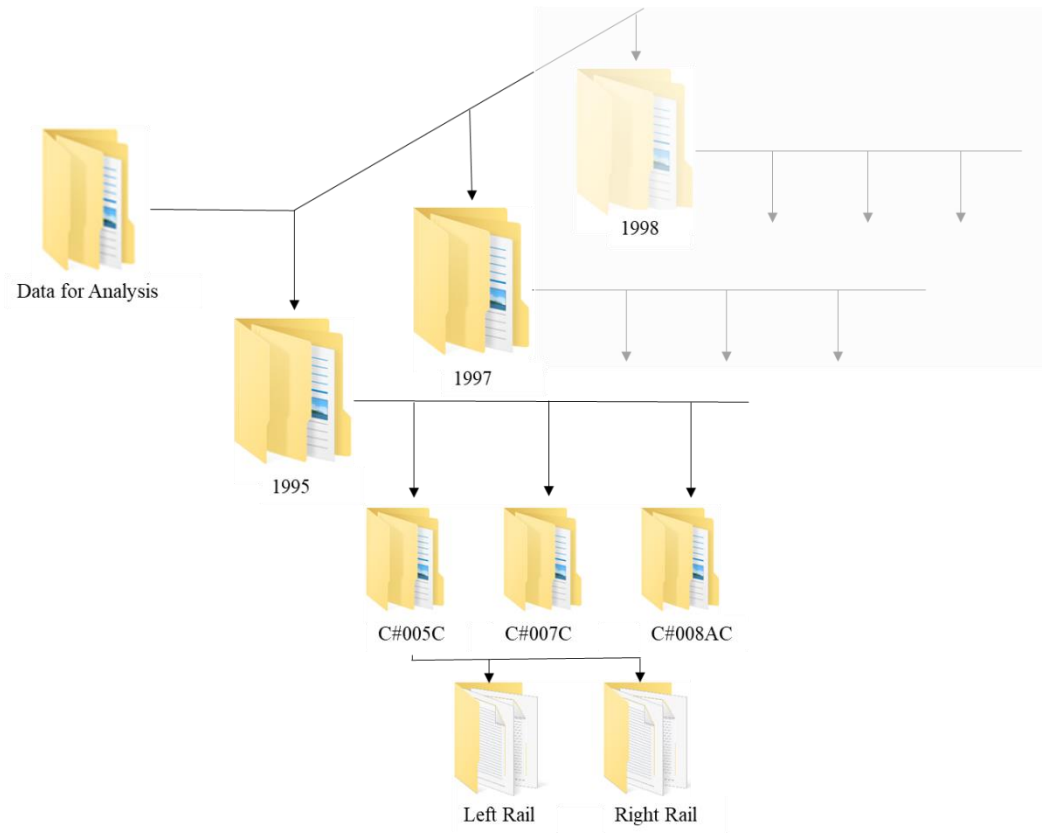 1998
Data for Analysis
1997
1995
C#005C
C#007C
C#008AC
Left Rail
Right Rail